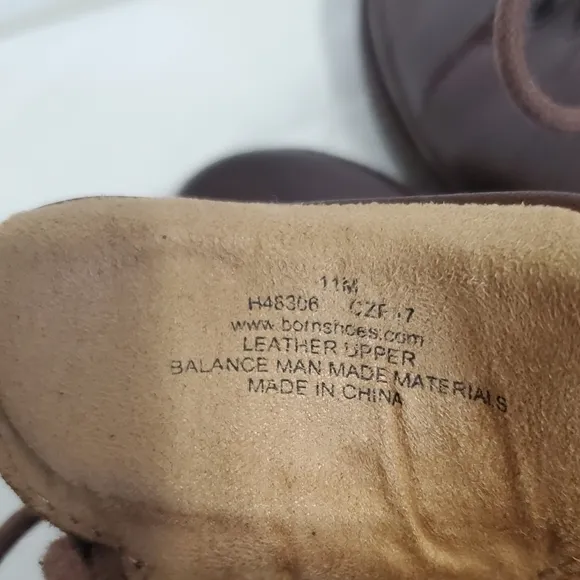 11M
H48306
www.bornshoes.com
LEATHER UPPER
BALANCE MAN MADE MATERIALS
MADE IN CHINA